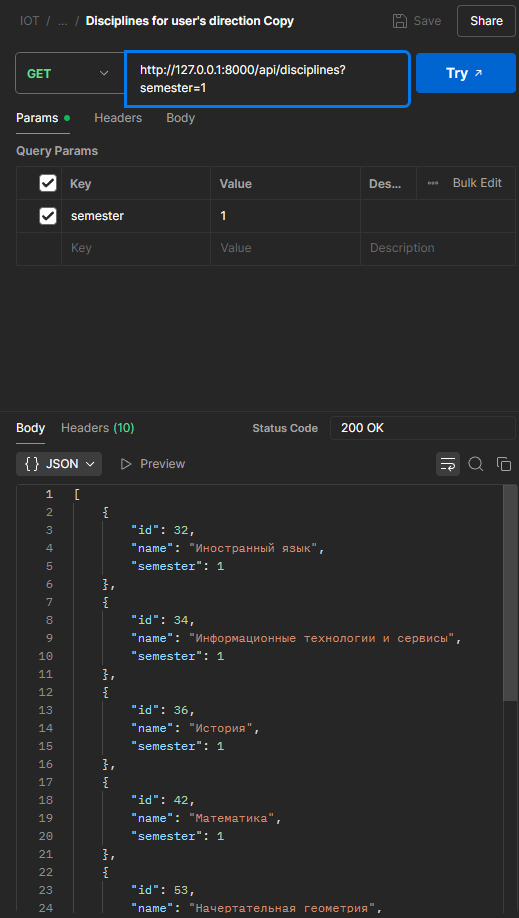 IOT / ... / Disciplines for user's direction Copy
Save
Share
GET
http://127.0.0.1:8000/api/disciplines?
semester=1
Try ↗
Params Headers Body
Query Params
Key Value Des... Bulk Edit
semester 1
Key Value Description
Body Headers (10) Status Code 200 OK
{} JSON Preview
1 [
2 {
3 "id": 32,
4 "name": "Иностранный язык",
5 "semester": 1
6 },
7 {
8 "id": 34,
9 "name": "Информационные технологии и сервисы",
10 "semester": 1
11 },
12 {
13 "id": 36,
14 "name": "История",
15 "semester": 1
16 },
17 {
18 "id": 42,
19 "name": "Математика",
20 "semester": 1
21 },
22 {
23 "id": 53,
24 "name": "Начертательная геометрия",